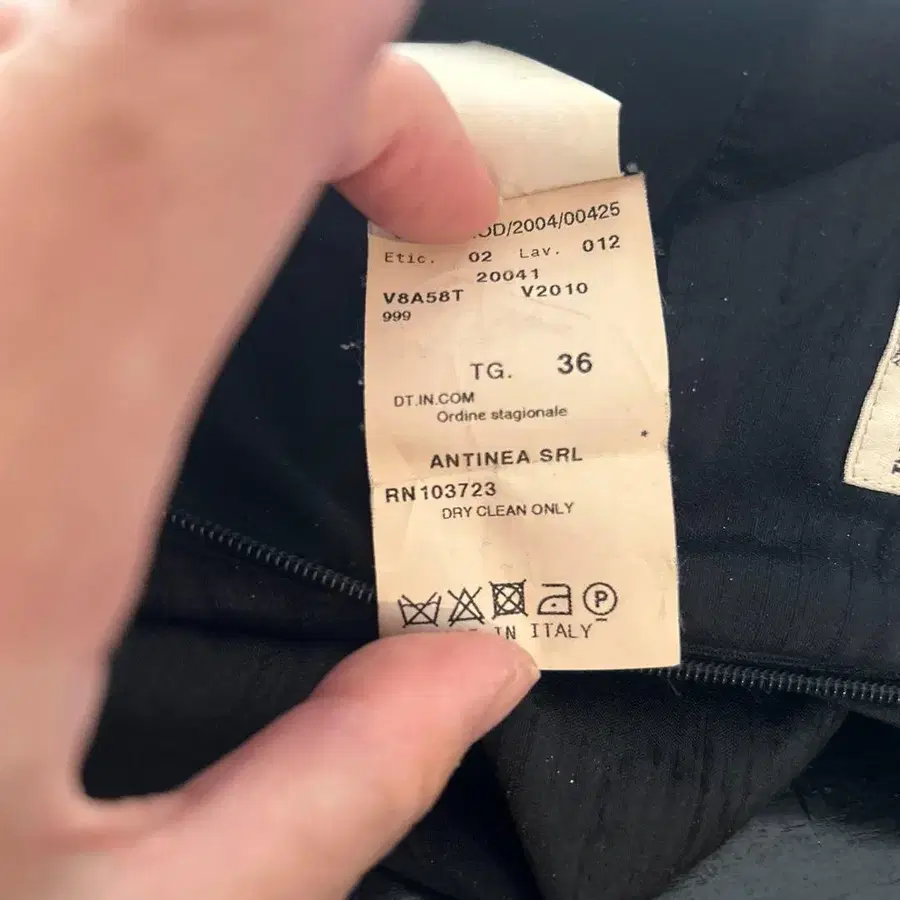 OD/2004/00425
Etic. 02 Lav. 012
20041
V8A58T V2010
999
TG. 36
DT.IN.COM
Ordine stagionale
ANTINEA SRL
RN103723
DRY CLEAN ONLY
P
IN ITALY